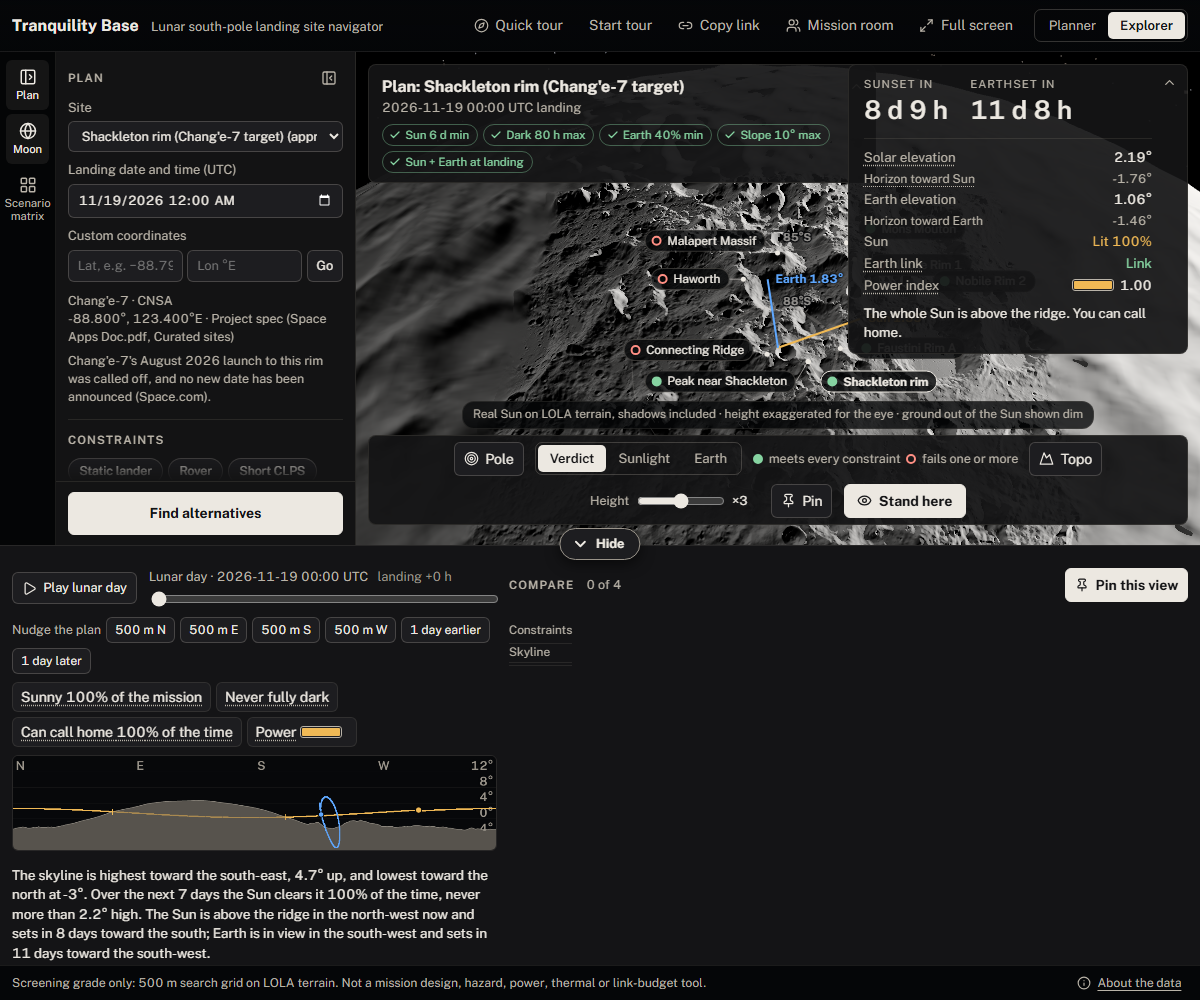 Tranquility Base Lunar south-pole landing site navigator
Quick tour Start tour Copy link Mission room Full screen Planner Explorer
Plan
Moon
Scenario
matrix
PLAN
Site
Shackleton rim (Chang'e-7 target) (appr
Landing date and time (UTC)
11/19/2026 12:00 AM
Custom coordinates
Lat, e.g. −88.79 Lon °E Go
Chang'e-7 · CNSA
-88.800°, 123.400°E · Project spec (Space
Apps Doc.pdf, Curated sites)
Chang'e-7's August 2026 launch to this rim
was called off, and no new date has been
announced (Space.com).
CONSTRAINTS
Static lander Rover Short CLPS
Find alternatives
Plan: Shackleton rim (Chang'e-7 target)
2026-11-19 00:00 UTC landing
Sun 6 d min Dark 80 h max Earth 40% min Slope 10° max
Sun + Earth at landing
SUNSET IN EARTHSET IN
8 d 9 h 11 d 8 h
Solar elevation 2.19°
Horizon toward Sun -1.76°
Earth elevation 1.06°
Horizon toward Earth -1.46°
Sun Lit 100%
Earth link Link
Power index 1.00
The whole Sun is above the ridge. You can call
home.
Malapert Massif 85°S
Haworth Earth 1.83°
Nobile Rim 2
88°S
Connecting Ridge
Faustini Rim A
Peak near Shackleton Shackleton rim
Real Sun on LOLA terrain, shadows included · height exaggerated for the eye · ground out of the Sun shown dim
Pole Verdict Sunlight Earth meets every constraint fails one or more Topo
Height ×3 Pin Stand here
Hide
Play lunar day Lunar day · 2026-11-19 00:00 UTC landing +0 h
Nudge the plan 500 m N 500 m E 500 m S 500 m W 1 day earlier
1 day later
Sunny 100% of the mission Never fully dark
Can call home 100% of the time Power
N E S W 12°
8°
4°
0°
-4°
The skyline is highest toward the south-east, 4.7° up, and lowest toward the
north at -3°. Over the next 7 days the Sun clears it 100% of the time, never
more than 2.2° high. The Sun is above the ridge in the north-west now and
sets in 8 days toward the south; Earth is in view in the south-west and sets in
11 days toward the south-west.
COMPARE 0 of 4 Pin this view
Constraints
Skyline
Screening grade only: 500 m search grid on LOLA terrain. Not a mission design, hazard, power, thermal or link-budget tool. About the data